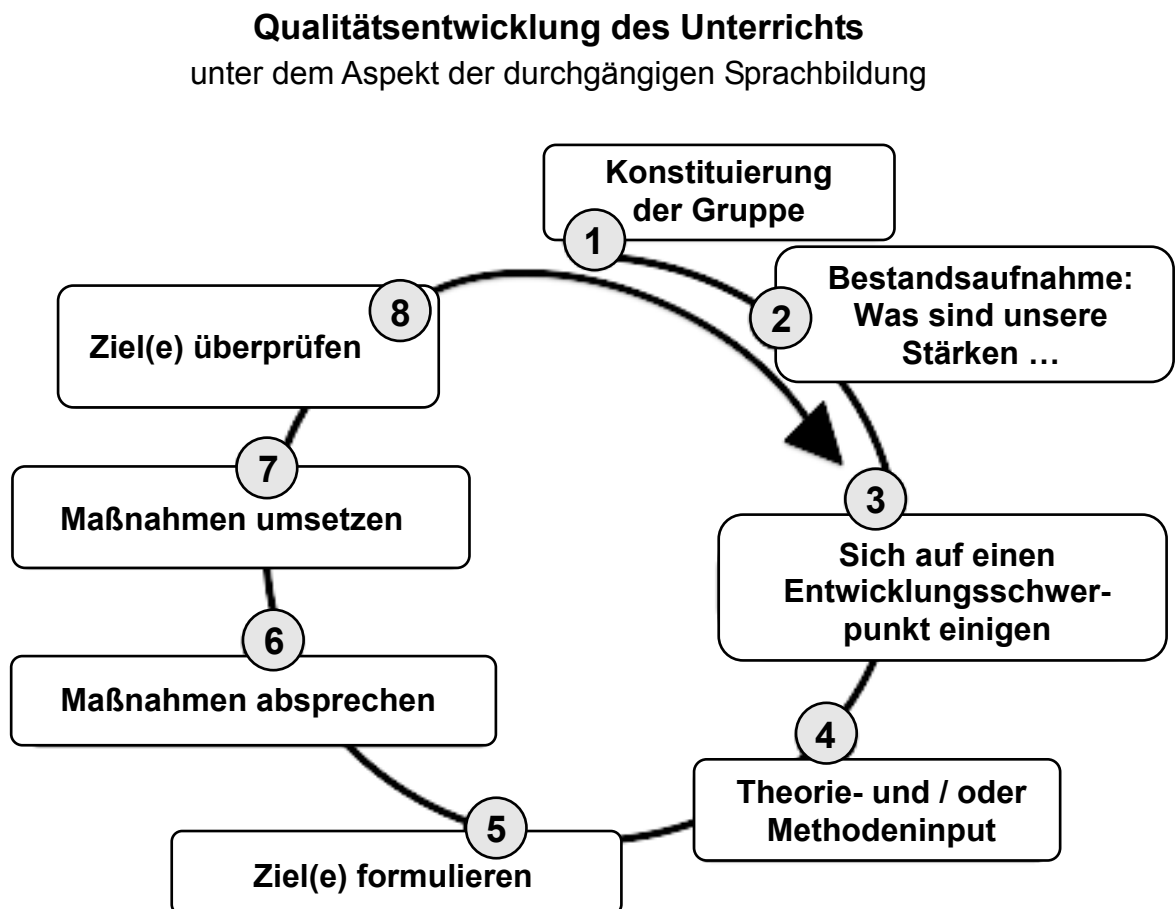 Qualitätsentwicklung des Unterrichts
unter dem Aspekt der durchgängigen Sprachbildung
Konstituierung
der Gruppe
1
Bestandsaufnahme:
Was sind unsere
Stärken …
2
3
Sich auf einen
Entwicklungsschwer-
punkt einigen
4
Theorie- und / oder
Methodeninput
5
Ziel(e) formulieren
6
Maßnahmen absprechen
7
Maßnahmen umsetzen
8
Ziel(e) überprüfen